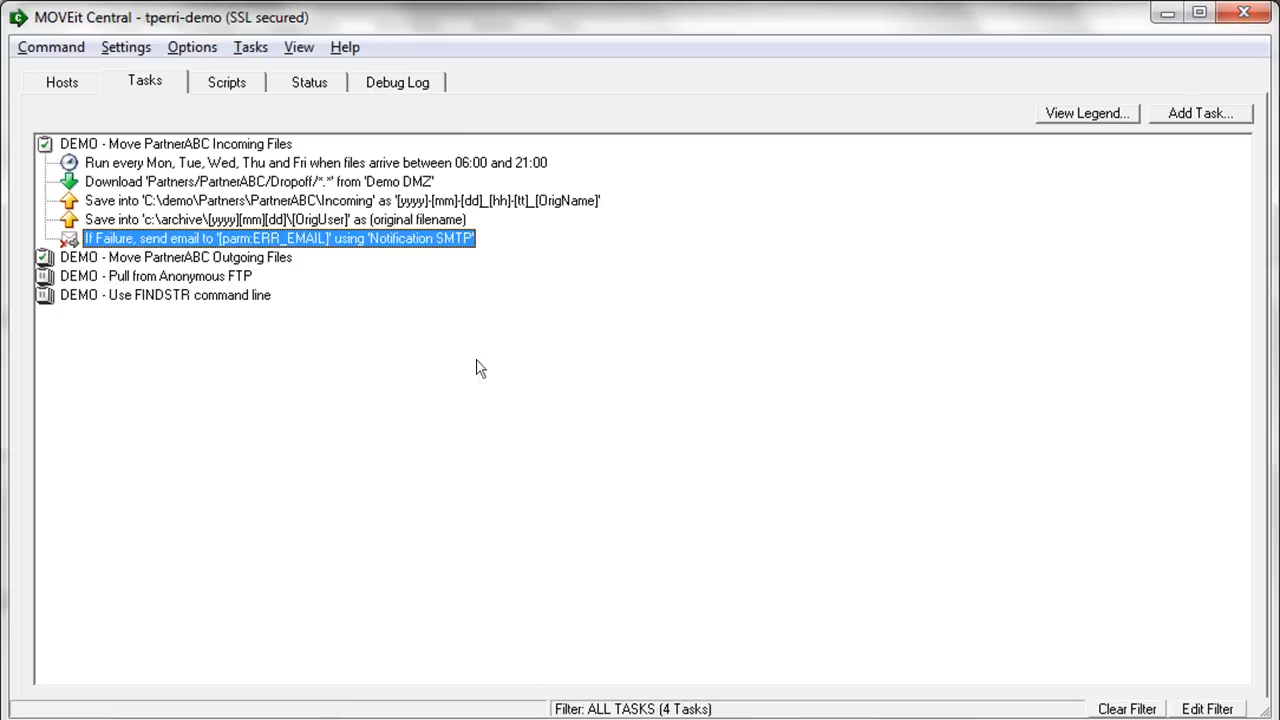 MOVEit Central - tperri-demo (SSL secured)
Command Settings Options Tasks View Help
Hosts Tasks Scripts Status Debug Log
View Legend... Add Task...
DEMO - Move PartnerABC Incoming Files
Run every Mon, Tue, Wed, Thu and Fri when files arrive between 06:00 and 21:00
Download 'Partners/PartnerABC/Dropoff/*.*' from 'Demo DMZ'
Save into 'C:\demo\Partners\PartnerABC\Incoming' as '[yyyy]-[mm]-[dd]_[hh]-[tt]_[OrigName]'
Save into 'c:\archive\[yyyy][mm][dd]\[OrigUser]' as (original filename)
If Failure, send email to '[parm:ERR_EMAIL]' using 'Notification SMTP'
DEMO - Move PartnerABC Outgoing Files
DEMO - Pull from Anonymous FTP
DEMO - Use FINDSTR command line
Filter: ALL TASKS (4 Tasks) Clear Filter Edit Filter